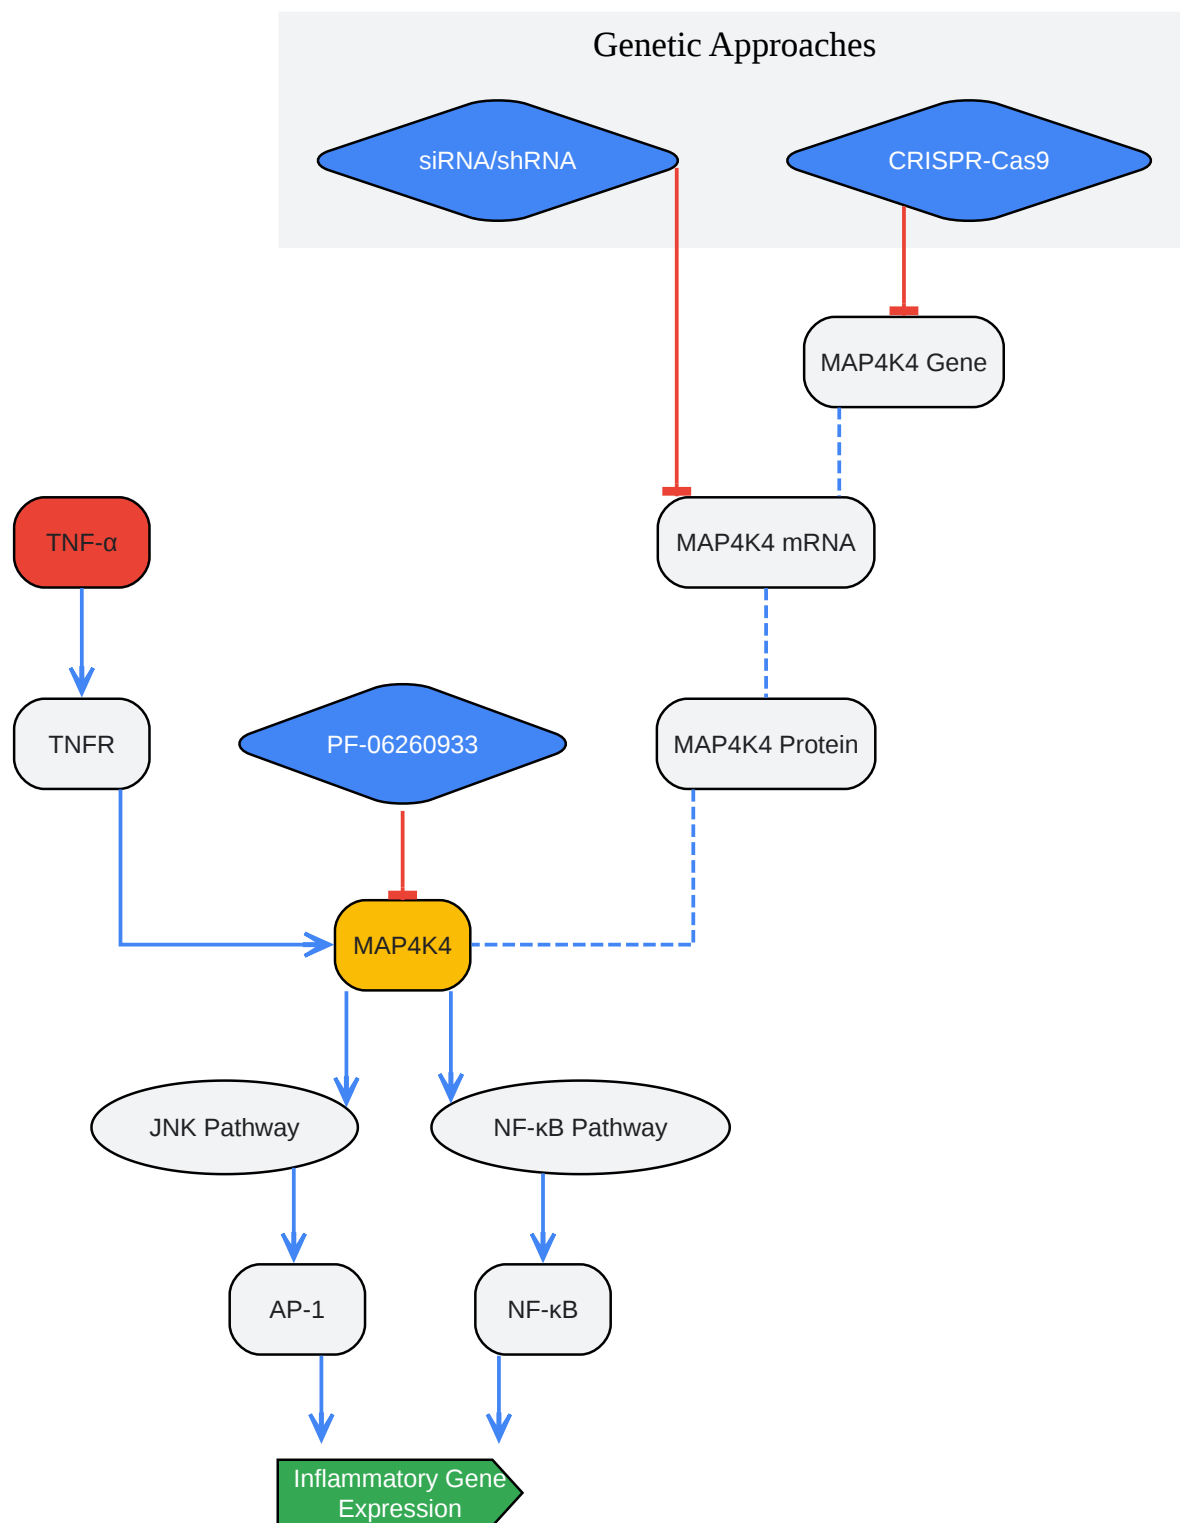 Genetic Approaches
siRNA/shRNA
CRISPR-Cas9
MAP4K4 Gene
TNF-α
MAP4K4 mRNA
TNFR
PF-06260933
MAP4K4 Protein
MAP4K4
JNK Pathway
NF-κB Pathway
AP-1
NF-κB
Inflammatory Gene
Expression